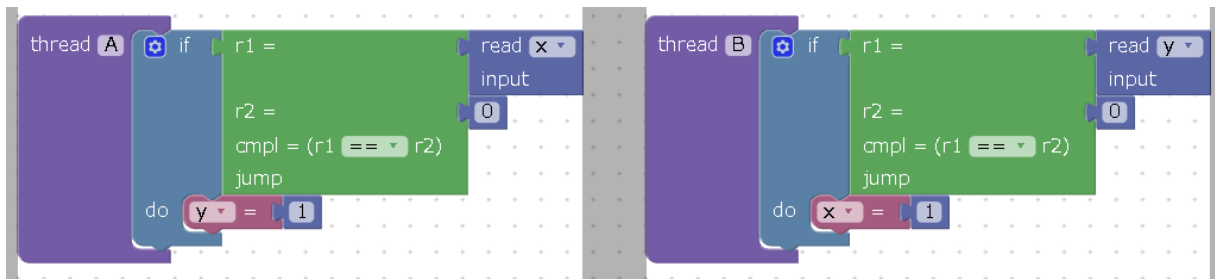 thread A if r1 = read x
input
r2 = 0
cmpl = (r1 == r2)
jump
do y = 1
thread B if r1 = read y
input
r2 = 0
cmpl = (r1 == r2)
jump
do x = 1